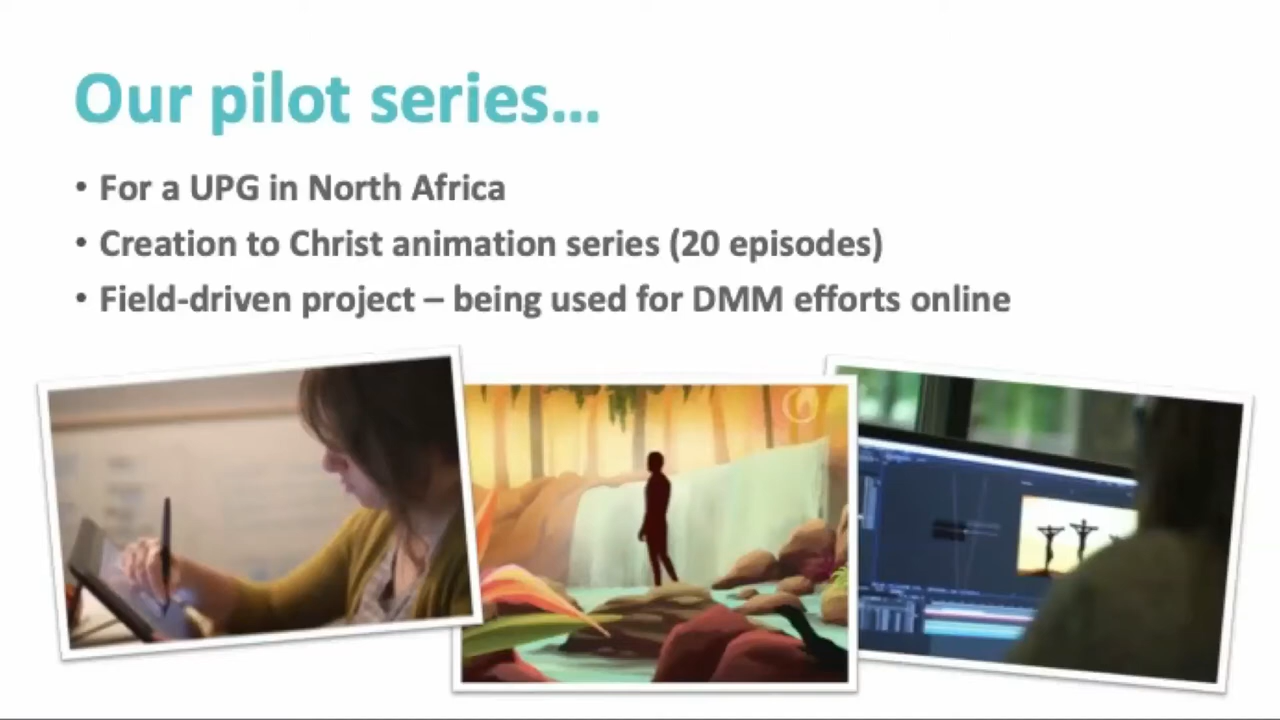 Our pilot series...
• For a UPG in North Africa
• Creation to Christ animation series (20 episodes)
• Field-driven project – being used for DMM efforts online